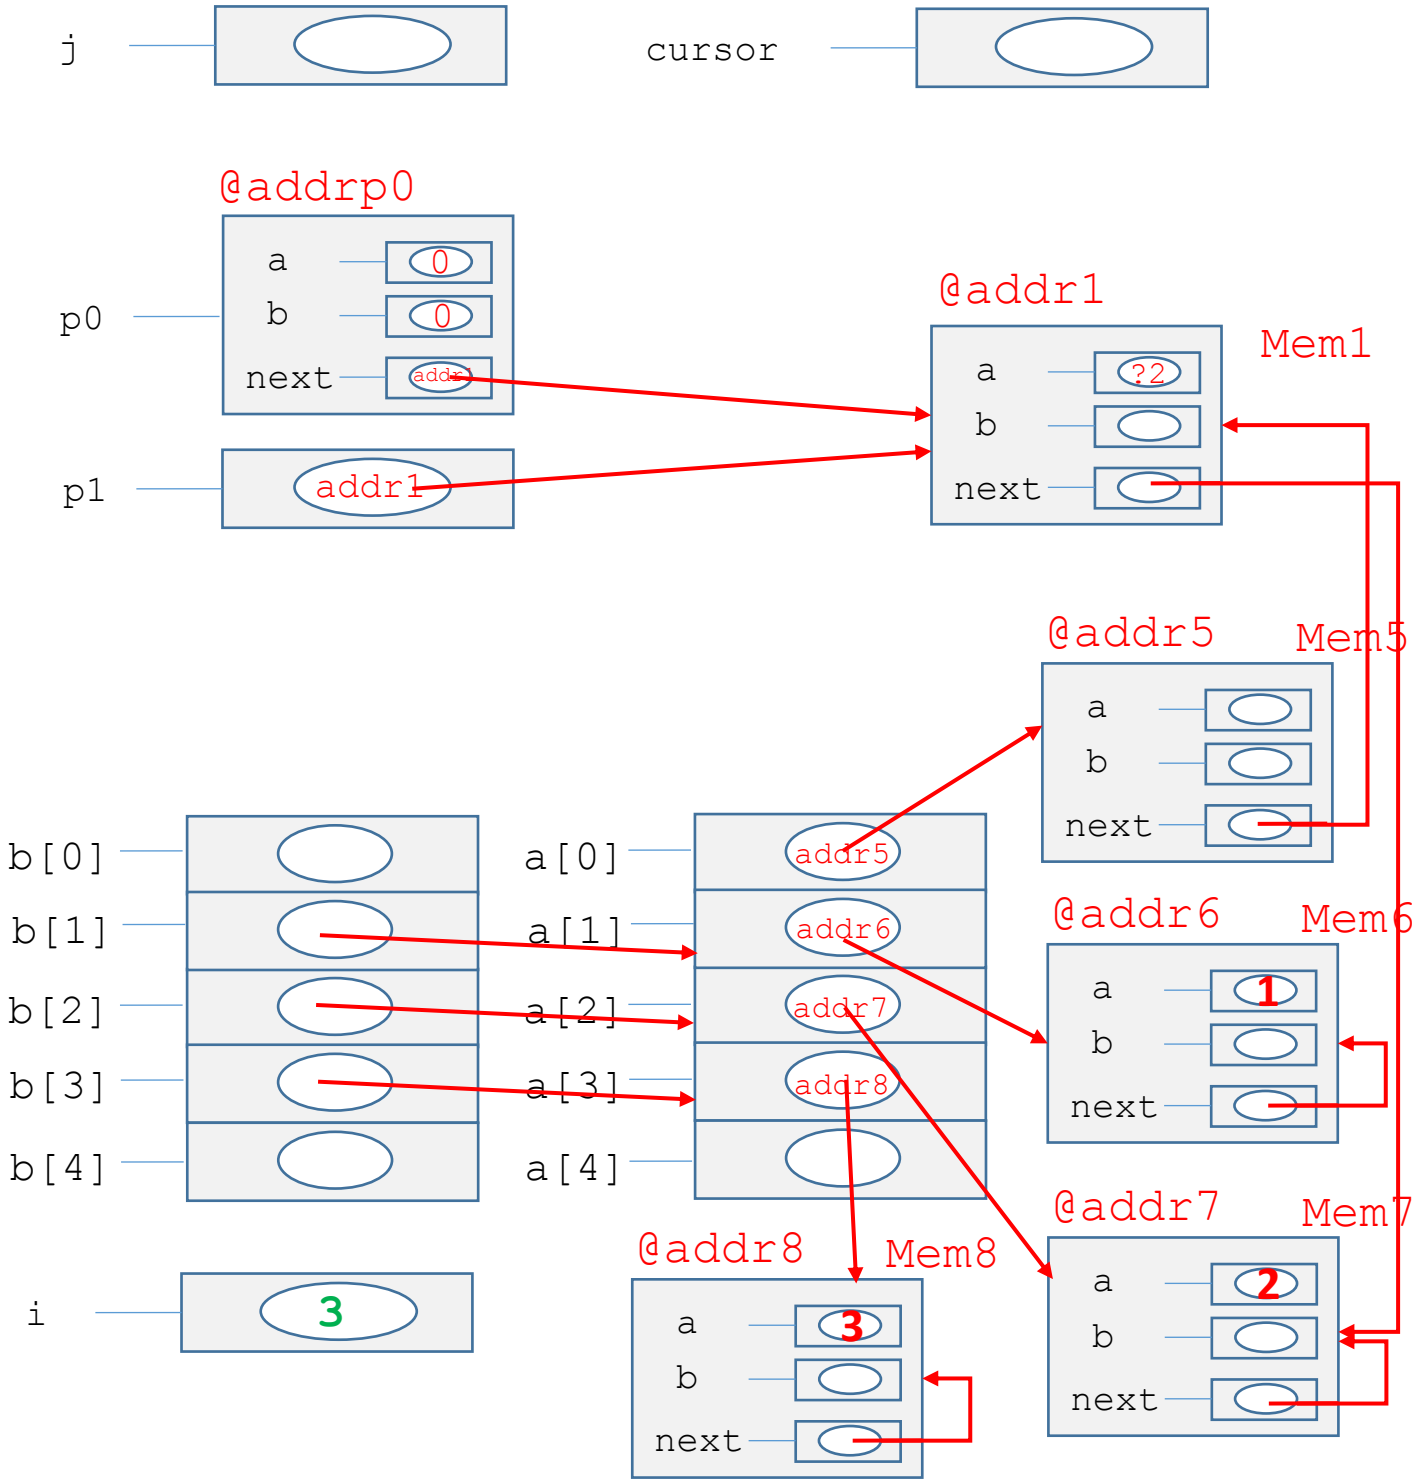 j
cursor
@addrp0
a 0
b 0
p0
next addr1
p1 addr1
@addr1
Mem1
a ?2
b
next
@addr5 Mem5
a
b
next
b[0]
b[1]
b[2]
b[3]
b[4]
a[0] addr5
a[1] addr6
a[2] addr7
a[3] addr8
a[4]
@addr6 Mem6
a 1
b
next
@addr7 Mem7
a 2
b
next
@addr8 Mem8
a 3
b
next
i 3